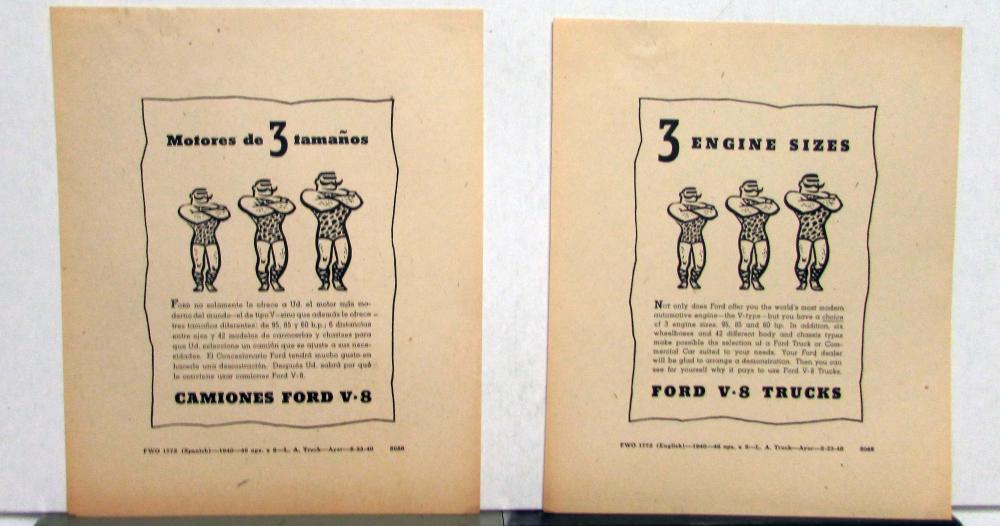 Motores de 3 tamaños
FORD no solamente le ofrece a Ud. el motor más mo-
derno del mundo—el de tipo V—sino que además le ofrece
tres tamaños diferentes: de 95, 85 y 60 h.p.; 6 distancias
entre ejes y 42 modelos de carrocerías y chassises para
que Ud. seleccione un camión que se ajuste a sus nece-
sidades. El Concesionario Ford tendrá mucho gusto en
hacerle una demostración. Después Ud. sabrá por qué
le conviene usar camiones Ford V-8.
CAMIONES FORD V·8
FWO 1773 (Spanish)—1940—46 ags. x 8—L. A. Truck—Ayer—2-23-40 5068
3 ENGINE SIZES
Not only does Ford offer you the world's most modern
automotive engine—the V-type—but you have a choice
of 3 engine sizes, 95, 85 and 60 hp. In addition, six
wheelbases and 42 different body and chassis types
make possible the selection of a Ford Truck or Com-
mercial Car suited to your needs. Your Ford dealer
will be glad to arrange a demonstration. Then you can
see for yourself why it pays to use Ford V-8 Trucks.
FORD V·8 TRUCKS
(English)—1940—46 ags. x 8—L. A. Truck—Ayer—2-23-40